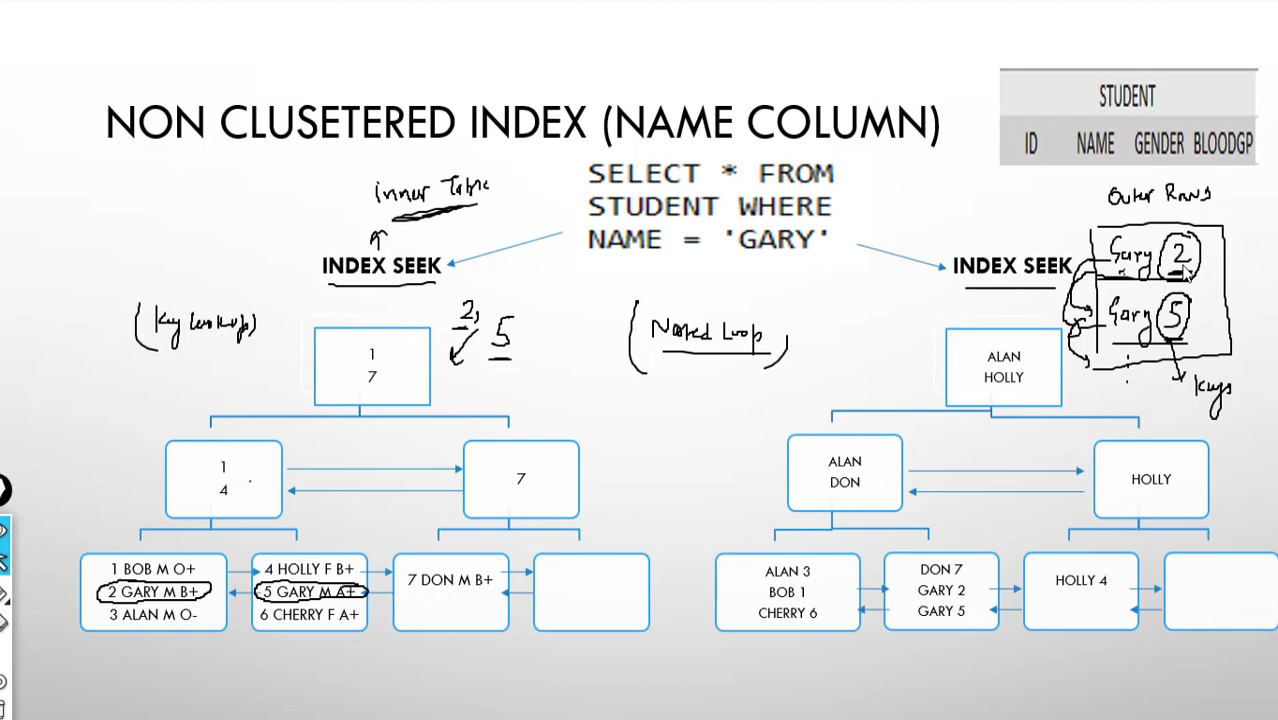 STUDENT
ID NAME GENDER BLOODGP
NON CLUSETERED INDEX (NAME COLUMN)
SELECT * FROM
STUDENT WHERE
NAME = 'GARY'
Inner Table
INDEX SEEK
(Key Lookups)
2,
5
1
7
1
4
7
1 BOB M O+
2 GARY M B+
3 ALAN M O-
4 HOLLY F B+
5 GARY M A+
6 CHERRY F A+
7 DON M B+
(Nested Loop)
Outer Rows
INDEX SEEK
Gary 2
Gary 5
Keys
ALAN
HOLLY
ALAN
DON
HOLLY
ALAN 3
BOB 1
CHERRY 6
DON 7
GARY 2
GARY 5
HOLLY 4